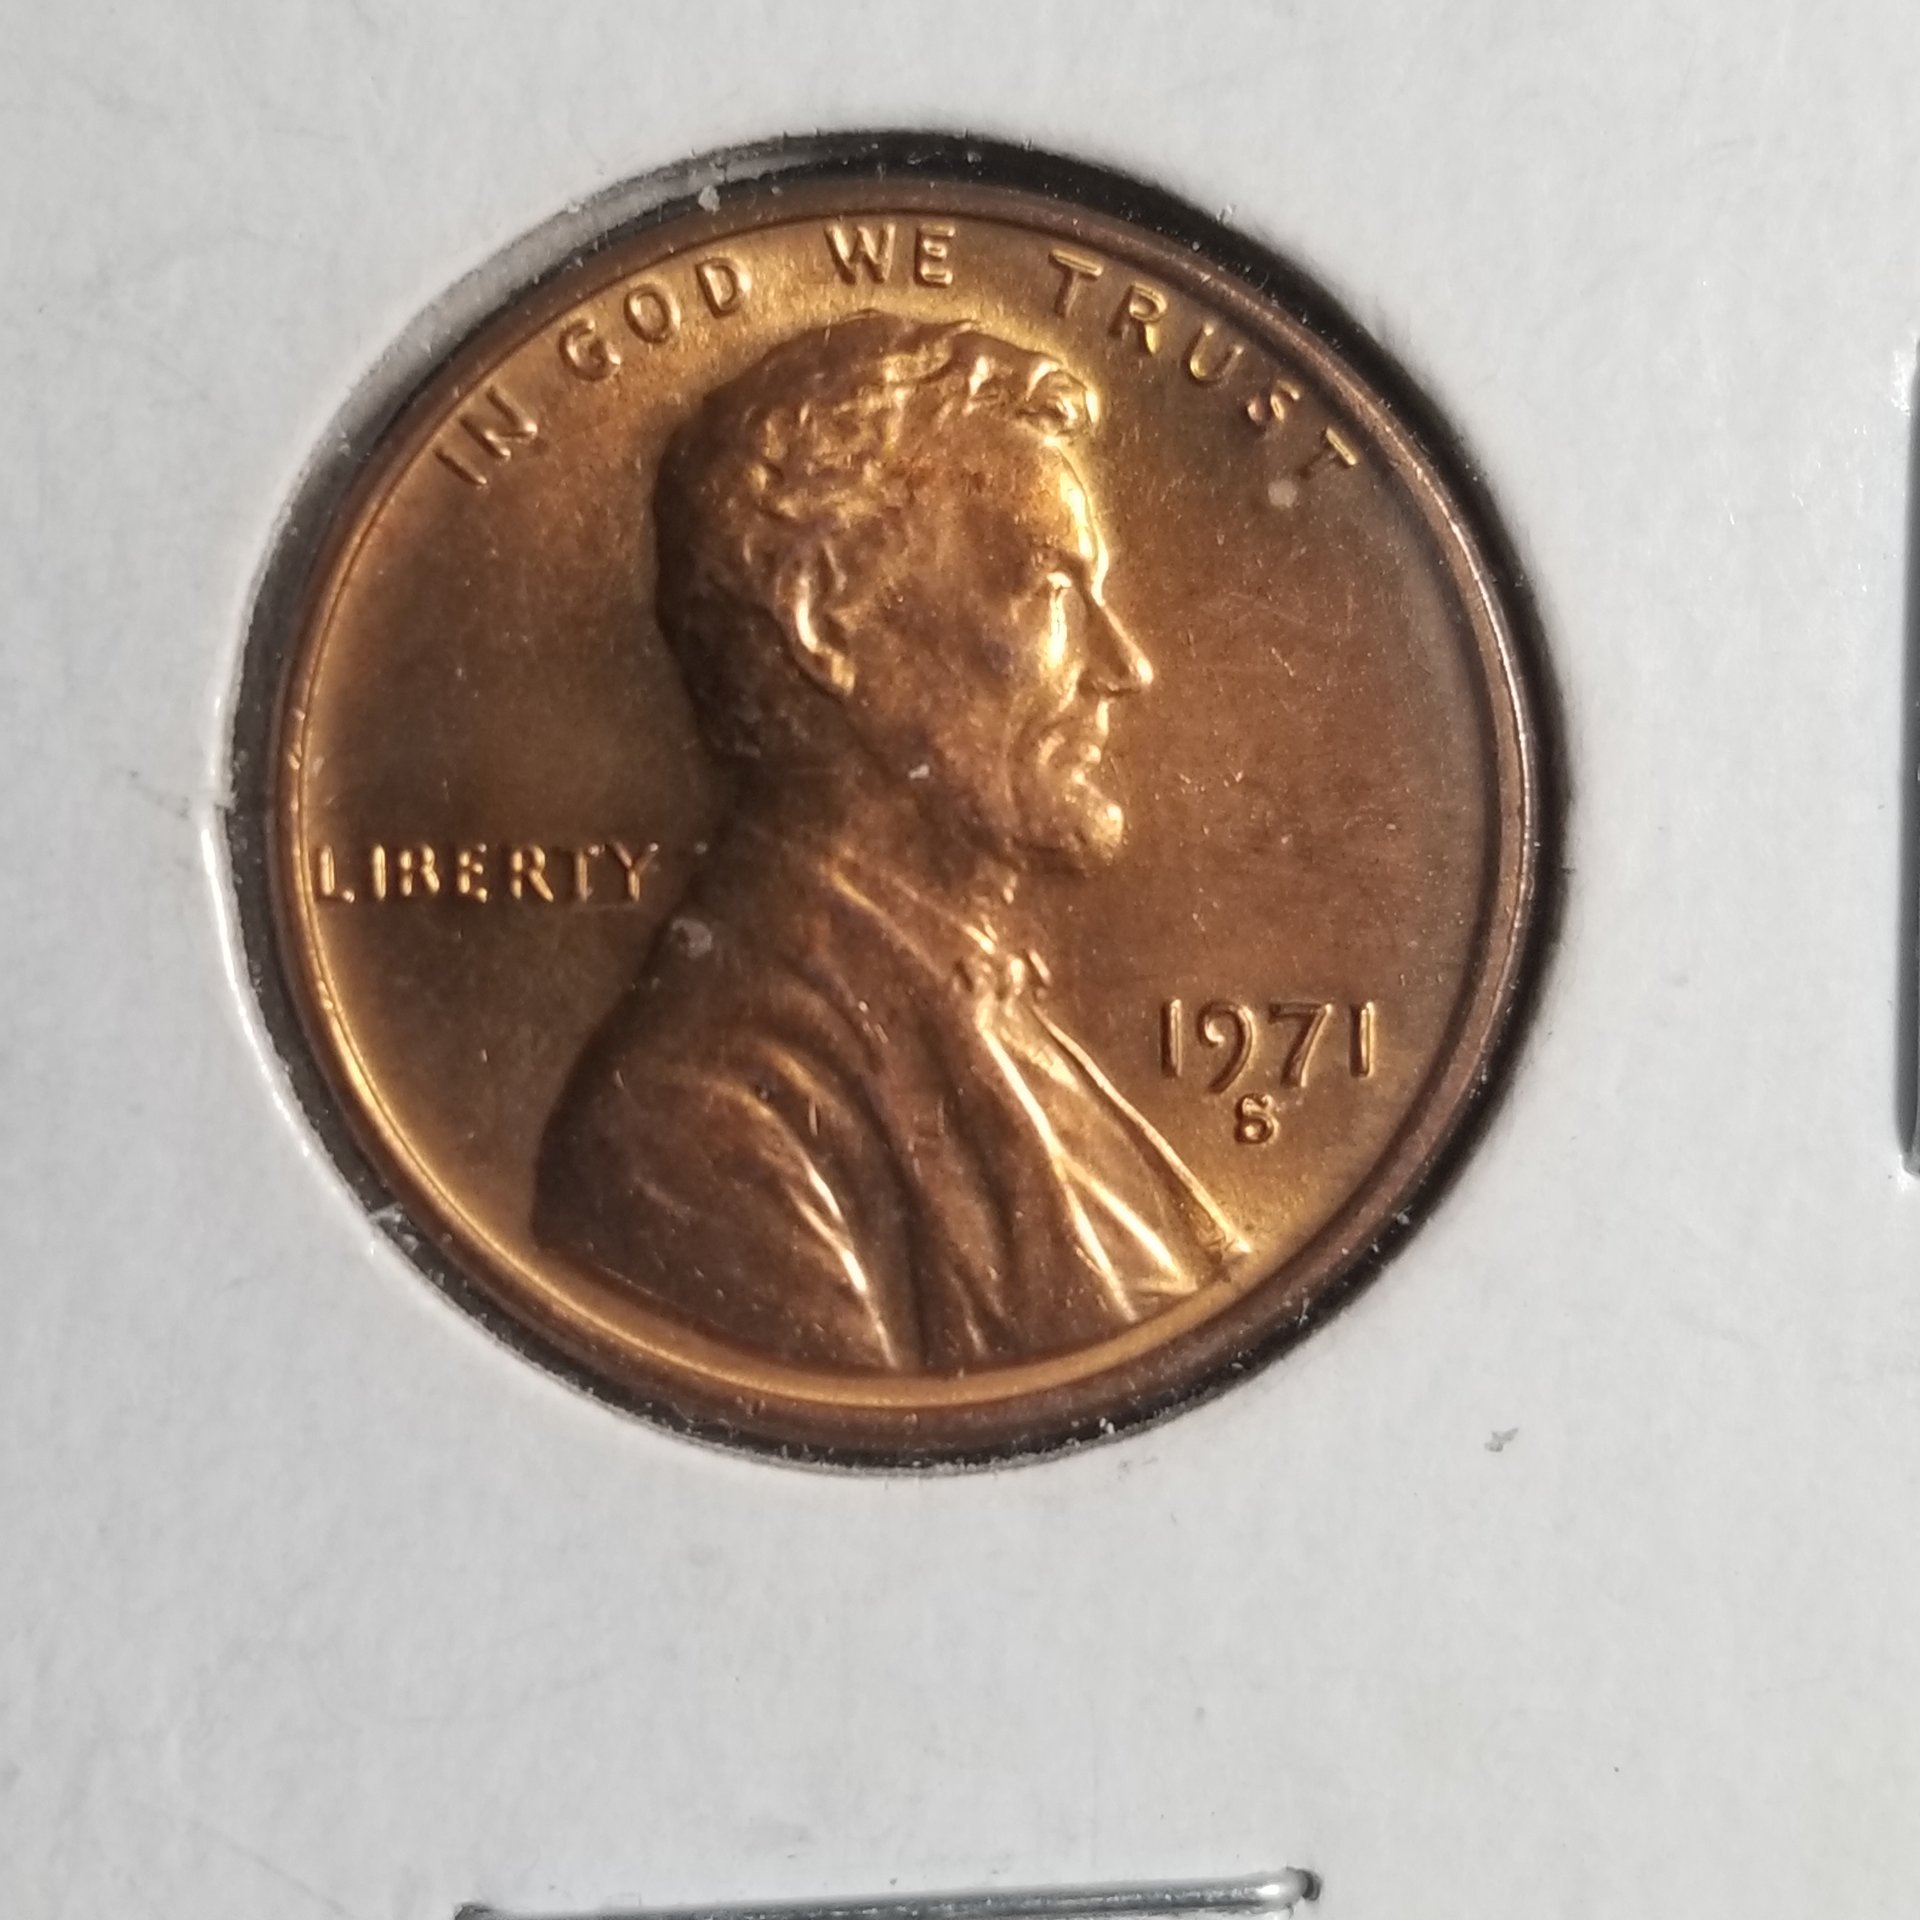 IN GOD WE TRUST
LIBERTY
1971
S